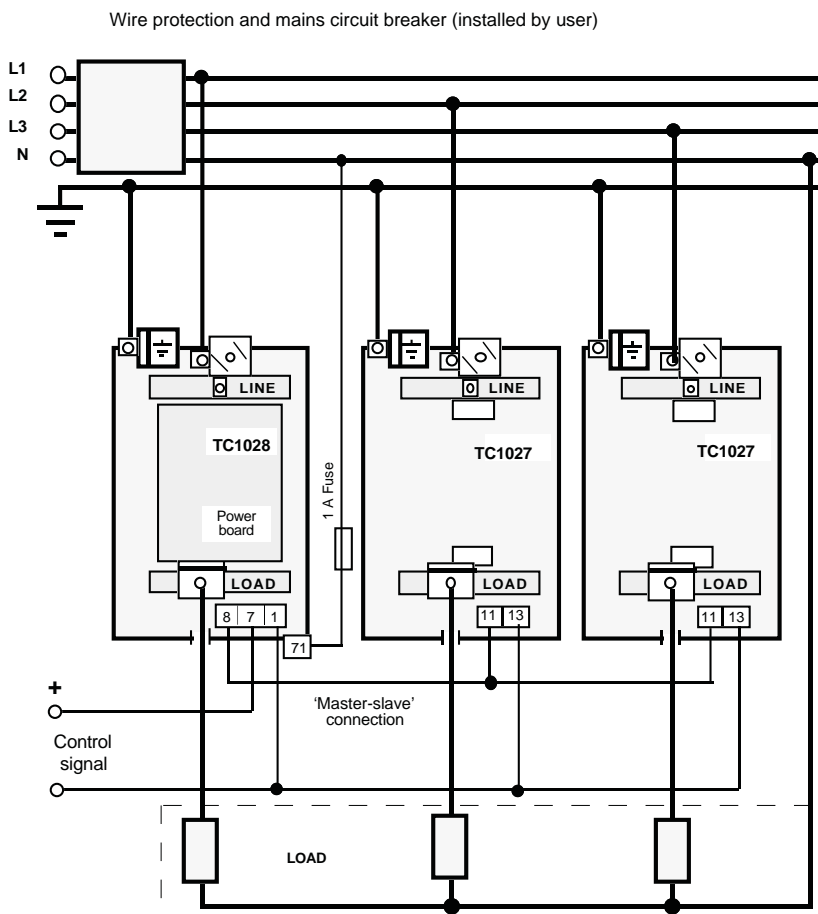 Wire protection and mains circuit breaker (installed by user)
L1
L2
L3
N
LINE
LINE
LINE
TC1028
TC1027
TC1027
Power
board
1 A Fuse
LOAD
LOAD
LOAD
8 7 1
11 13
11 13
71
+
'Master-slave'
connection
Control
signal
LOAD